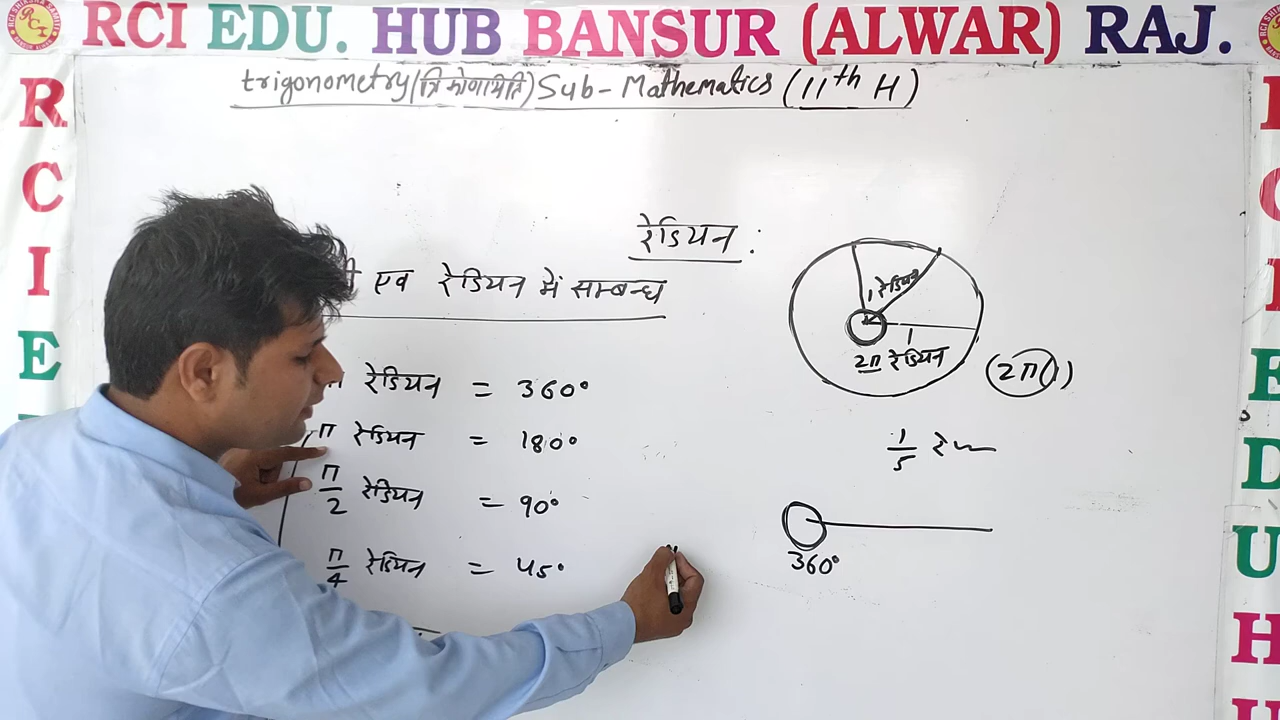 RCI EDU. HUB BANSUR (ALWAR) RAJ.
trigonometry (त्रिकोणमिति) Sub - Mathematics (11th H)
रेडियन :
एव रेडियन में सम्बन्ध
रेडियन = 360°
π रेडियन = 180°
π/2 रेडियन = 90°
π/4 रेडियन = 45°
1 रेडियन
2π रेडियन
(2π)
1/5
360°
R
C
I
E
E
D
U
H